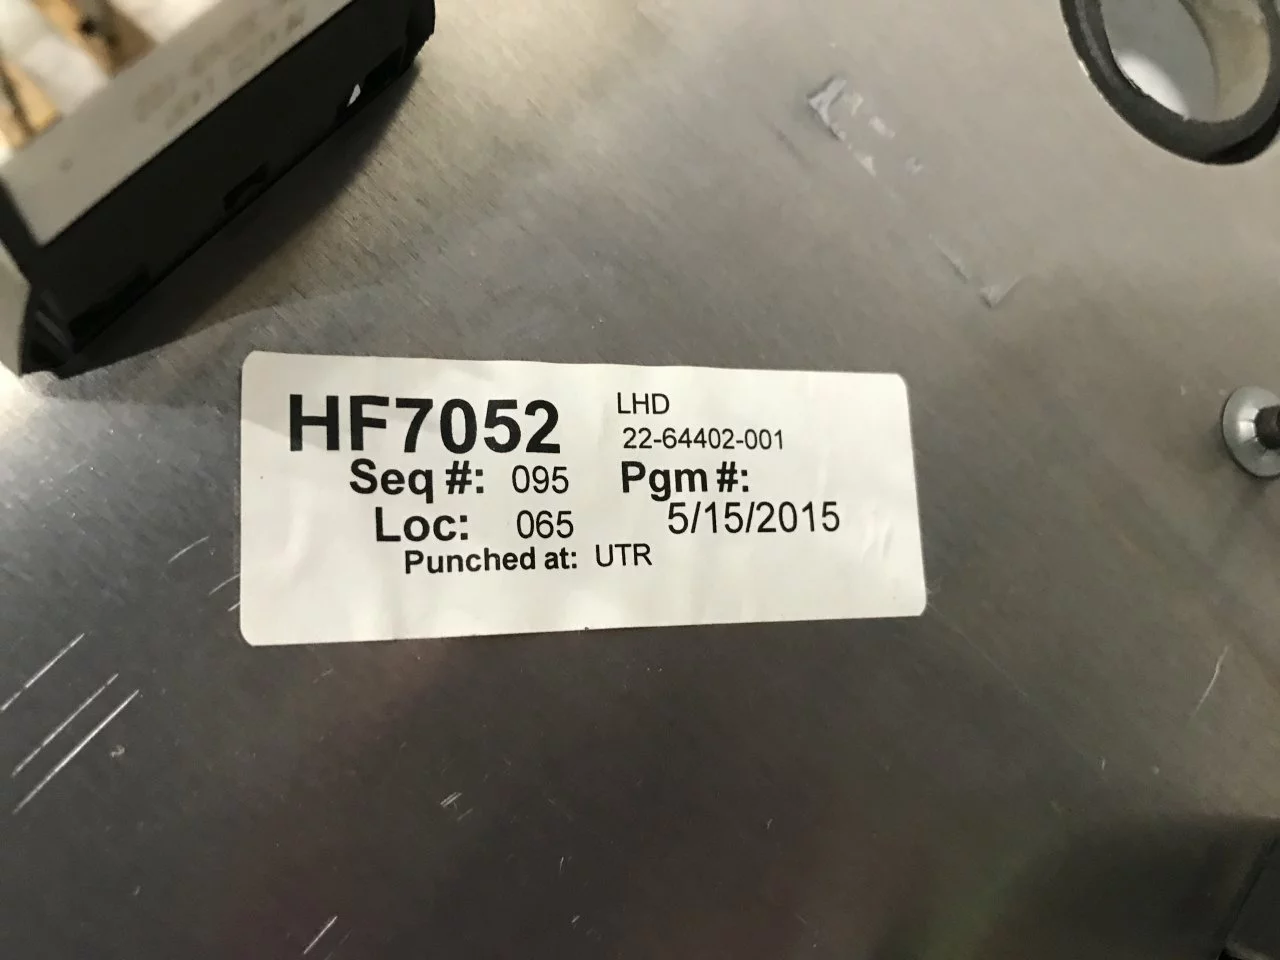 HF7052 LHD
22-64402-001
Seq #: 095 Pgm #:
Loc: 065 5/15/2015
Punched at: UTR